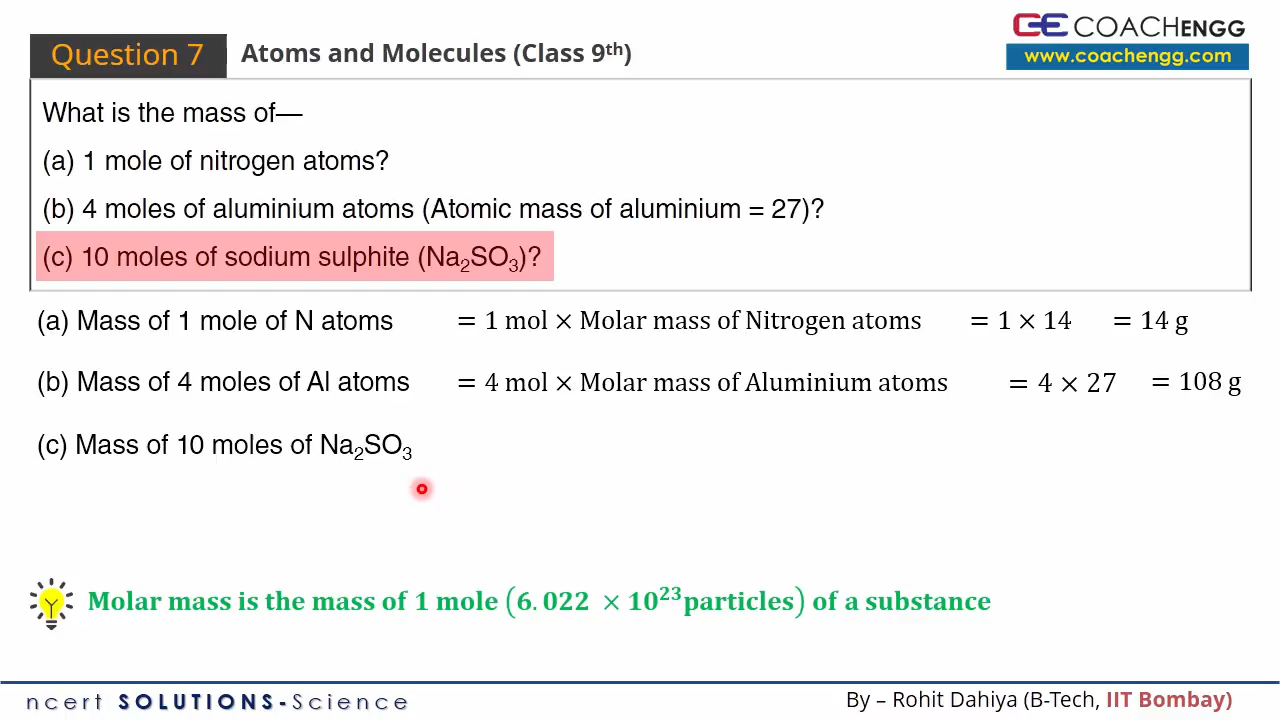 Question 7
Atoms and Molecules (Class 9th)
CE COACHENGG
www.coachengg.com
What is the mass of—
(a) 1 mole of nitrogen atoms?
(b) 4 moles of aluminium atoms (Atomic mass of aluminium = 27)?
(c) 10 moles of sodium sulphite (Na₂SO₃)?
(a) Mass of 1 mole of N atoms = 1 mol × Molar mass of Nitrogen atoms = 1 × 14 = 14 g
(b) Mass of 4 moles of Al atoms = 4 mol × Molar mass of Aluminium atoms = 4 × 27 = 108 g
(c) Mass of 10 moles of Na₂SO₃
Molar mass is the mass of 1 mole (6.022 × 10²³particles) of a substance
ncert SOLUTIONS-Science
By – Rohit Dahiya (B-Tech, IIT Bombay)